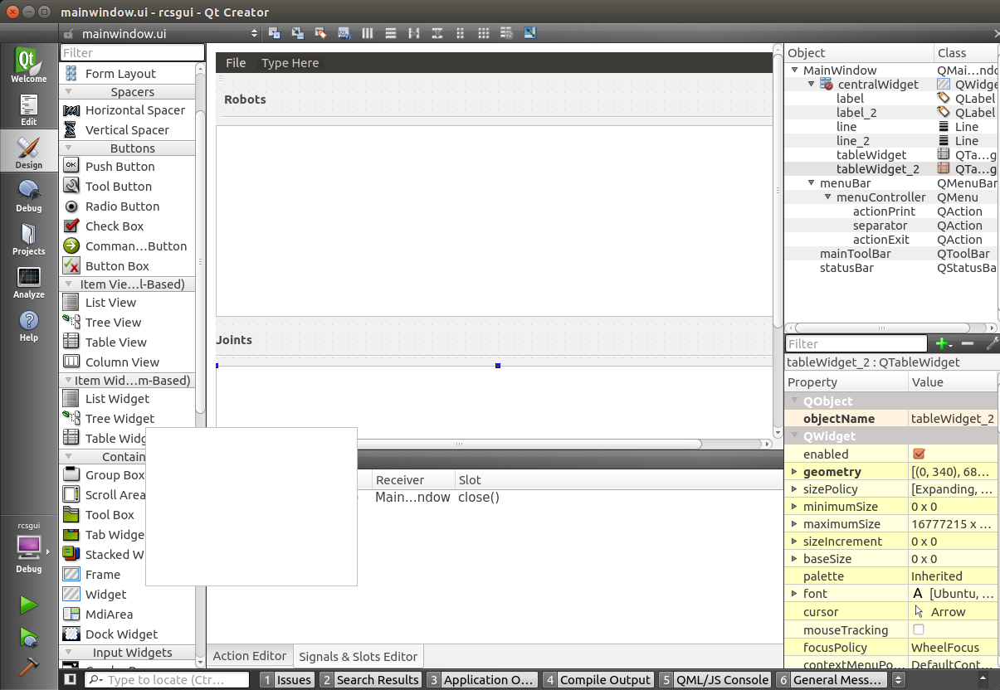 mainwindow.ui - rcsgui - Qt Creator
mainwindow.ui
Welcome
Edit
Design
Debug
Projects
Analyze
Help
rcsgui
Debug
Filter
Form Layout
Spacers
Horizontal Spacer
Vertical Spacer
Buttons
Push Button
OK
Tool Button
Radio Button
Check Box
Comman...Button
Button Box
Item Vie...l-Based)
List View
Tree View
Table View
Column View
Item Wid...m-Based)
List Widget
Tree Widget
Table Widg
Contain
Group Box
Scroll Area
Tool Box
Tab Widge
Stacked W
Frame
Widget
MdiArea
Dock Widget
Input Widgets
File Type Here
Robots
Joints
Receiver Slot
Main...ndow close()
Action Editor Signals & Slots Editor
Object Class
MainWindow QMai...ndo
centralWidget QWidge
label QLabel
label_2 QLabel
line Line
line_2 Line
tableWidget QTa...g
tableWidget_2 QTa...g
menuBar QMenuBar
menuController QMenu
actionPrint QAction
separator QAction
actionExit QAction
mainToolBar QToolBar
statusBar QStatusBa
Filter
tableWidget_2 : QTableWidget
Property Value
QObject
objectName tableWidget_2
QWidget
enabled
geometry [(0, 340), 68...
sizePolicy [Expanding, ...
minimumSize 0 x 0
maximumSize 16777215 x ...
sizeIncrement 0 x 0
baseSize 0 x 0
palette Inherited
font A [Ubuntu, ...
cursor Arrow
mouseTracking
focusPolicy WheelFocus
contextMenuPo... DefaultCont...
Type to locate (Ctr... 1 Issues 2 Search Results 3 Application O... 4 Compile Output 5 QML/JS Console 6 General Mess...